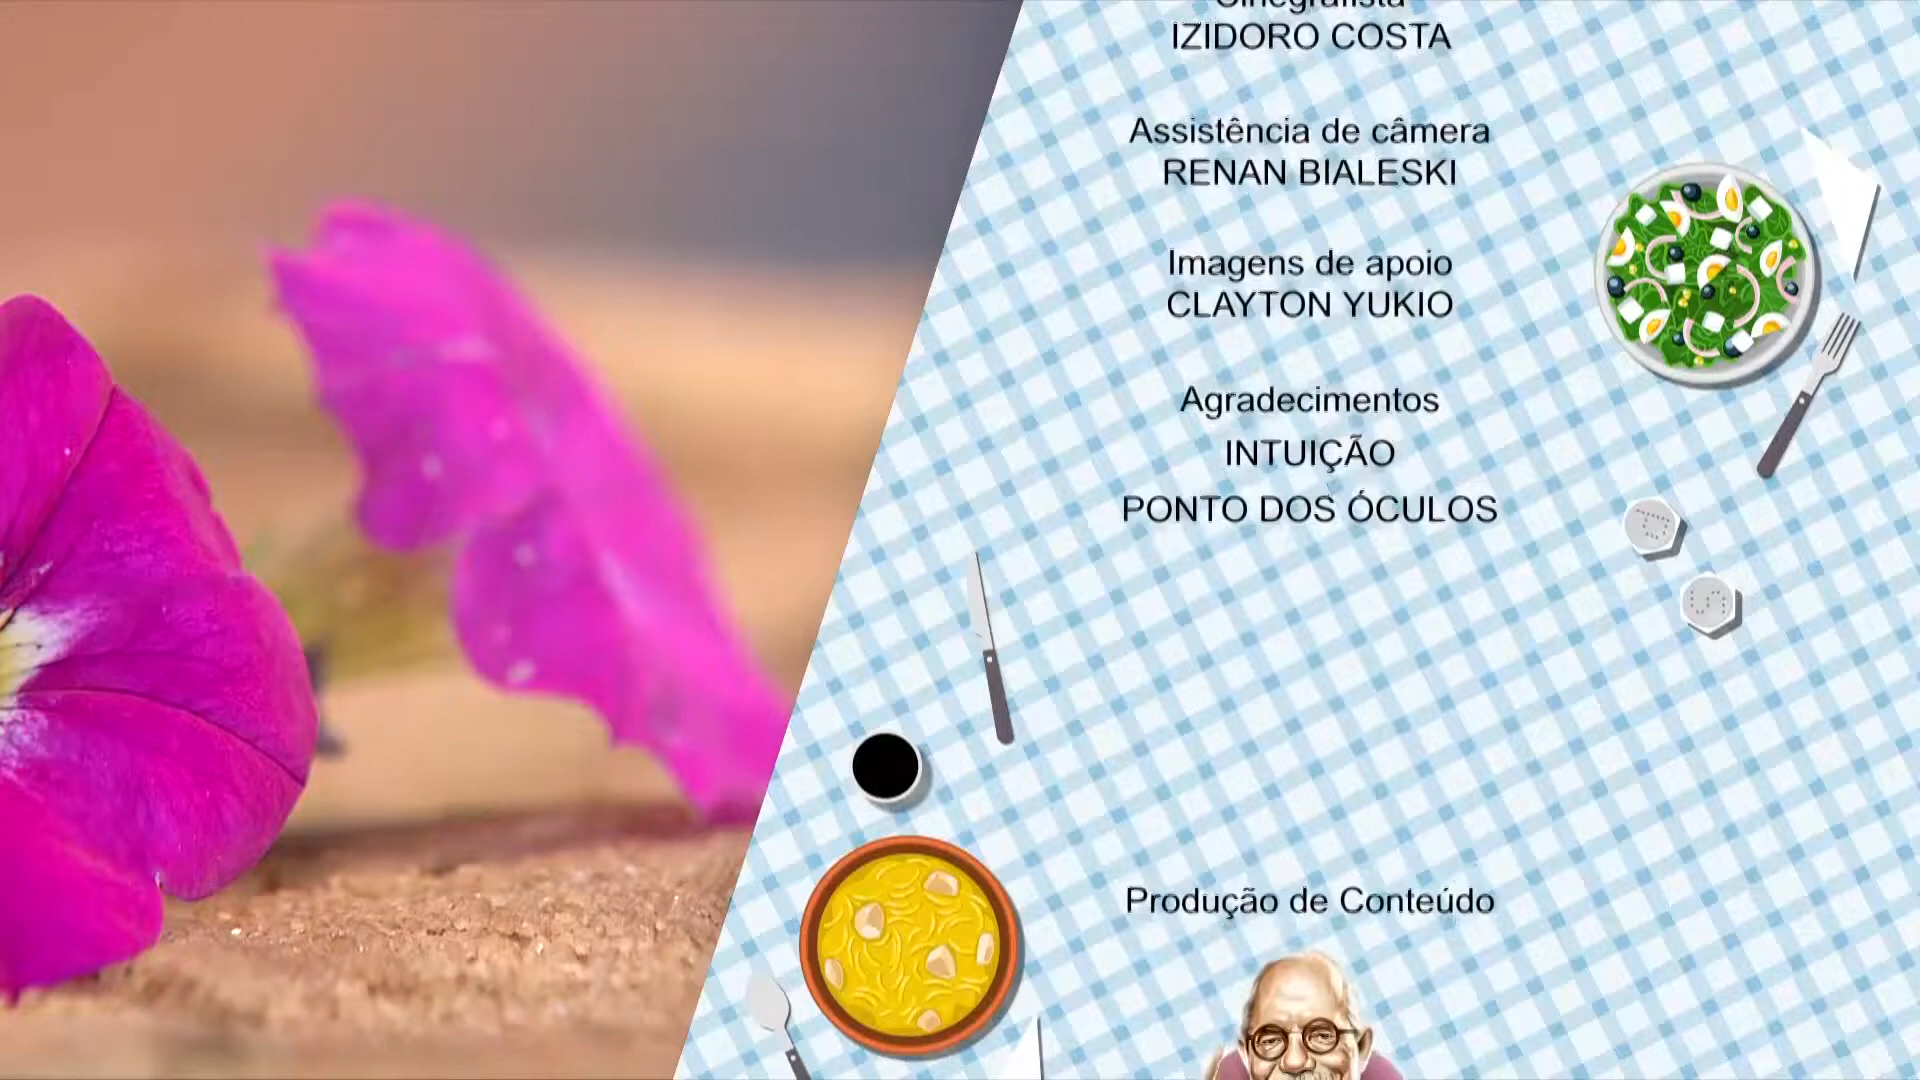 Cinegrafista
IZIDORO COSTA
Assistência de câmera
RENAN BIALESKI
Imagens de apoio
CLAYTON YUKIO
Agradecimentos
INTUIÇÃO
PONTO DOS ÓCULOS
Produção de Conteúdo